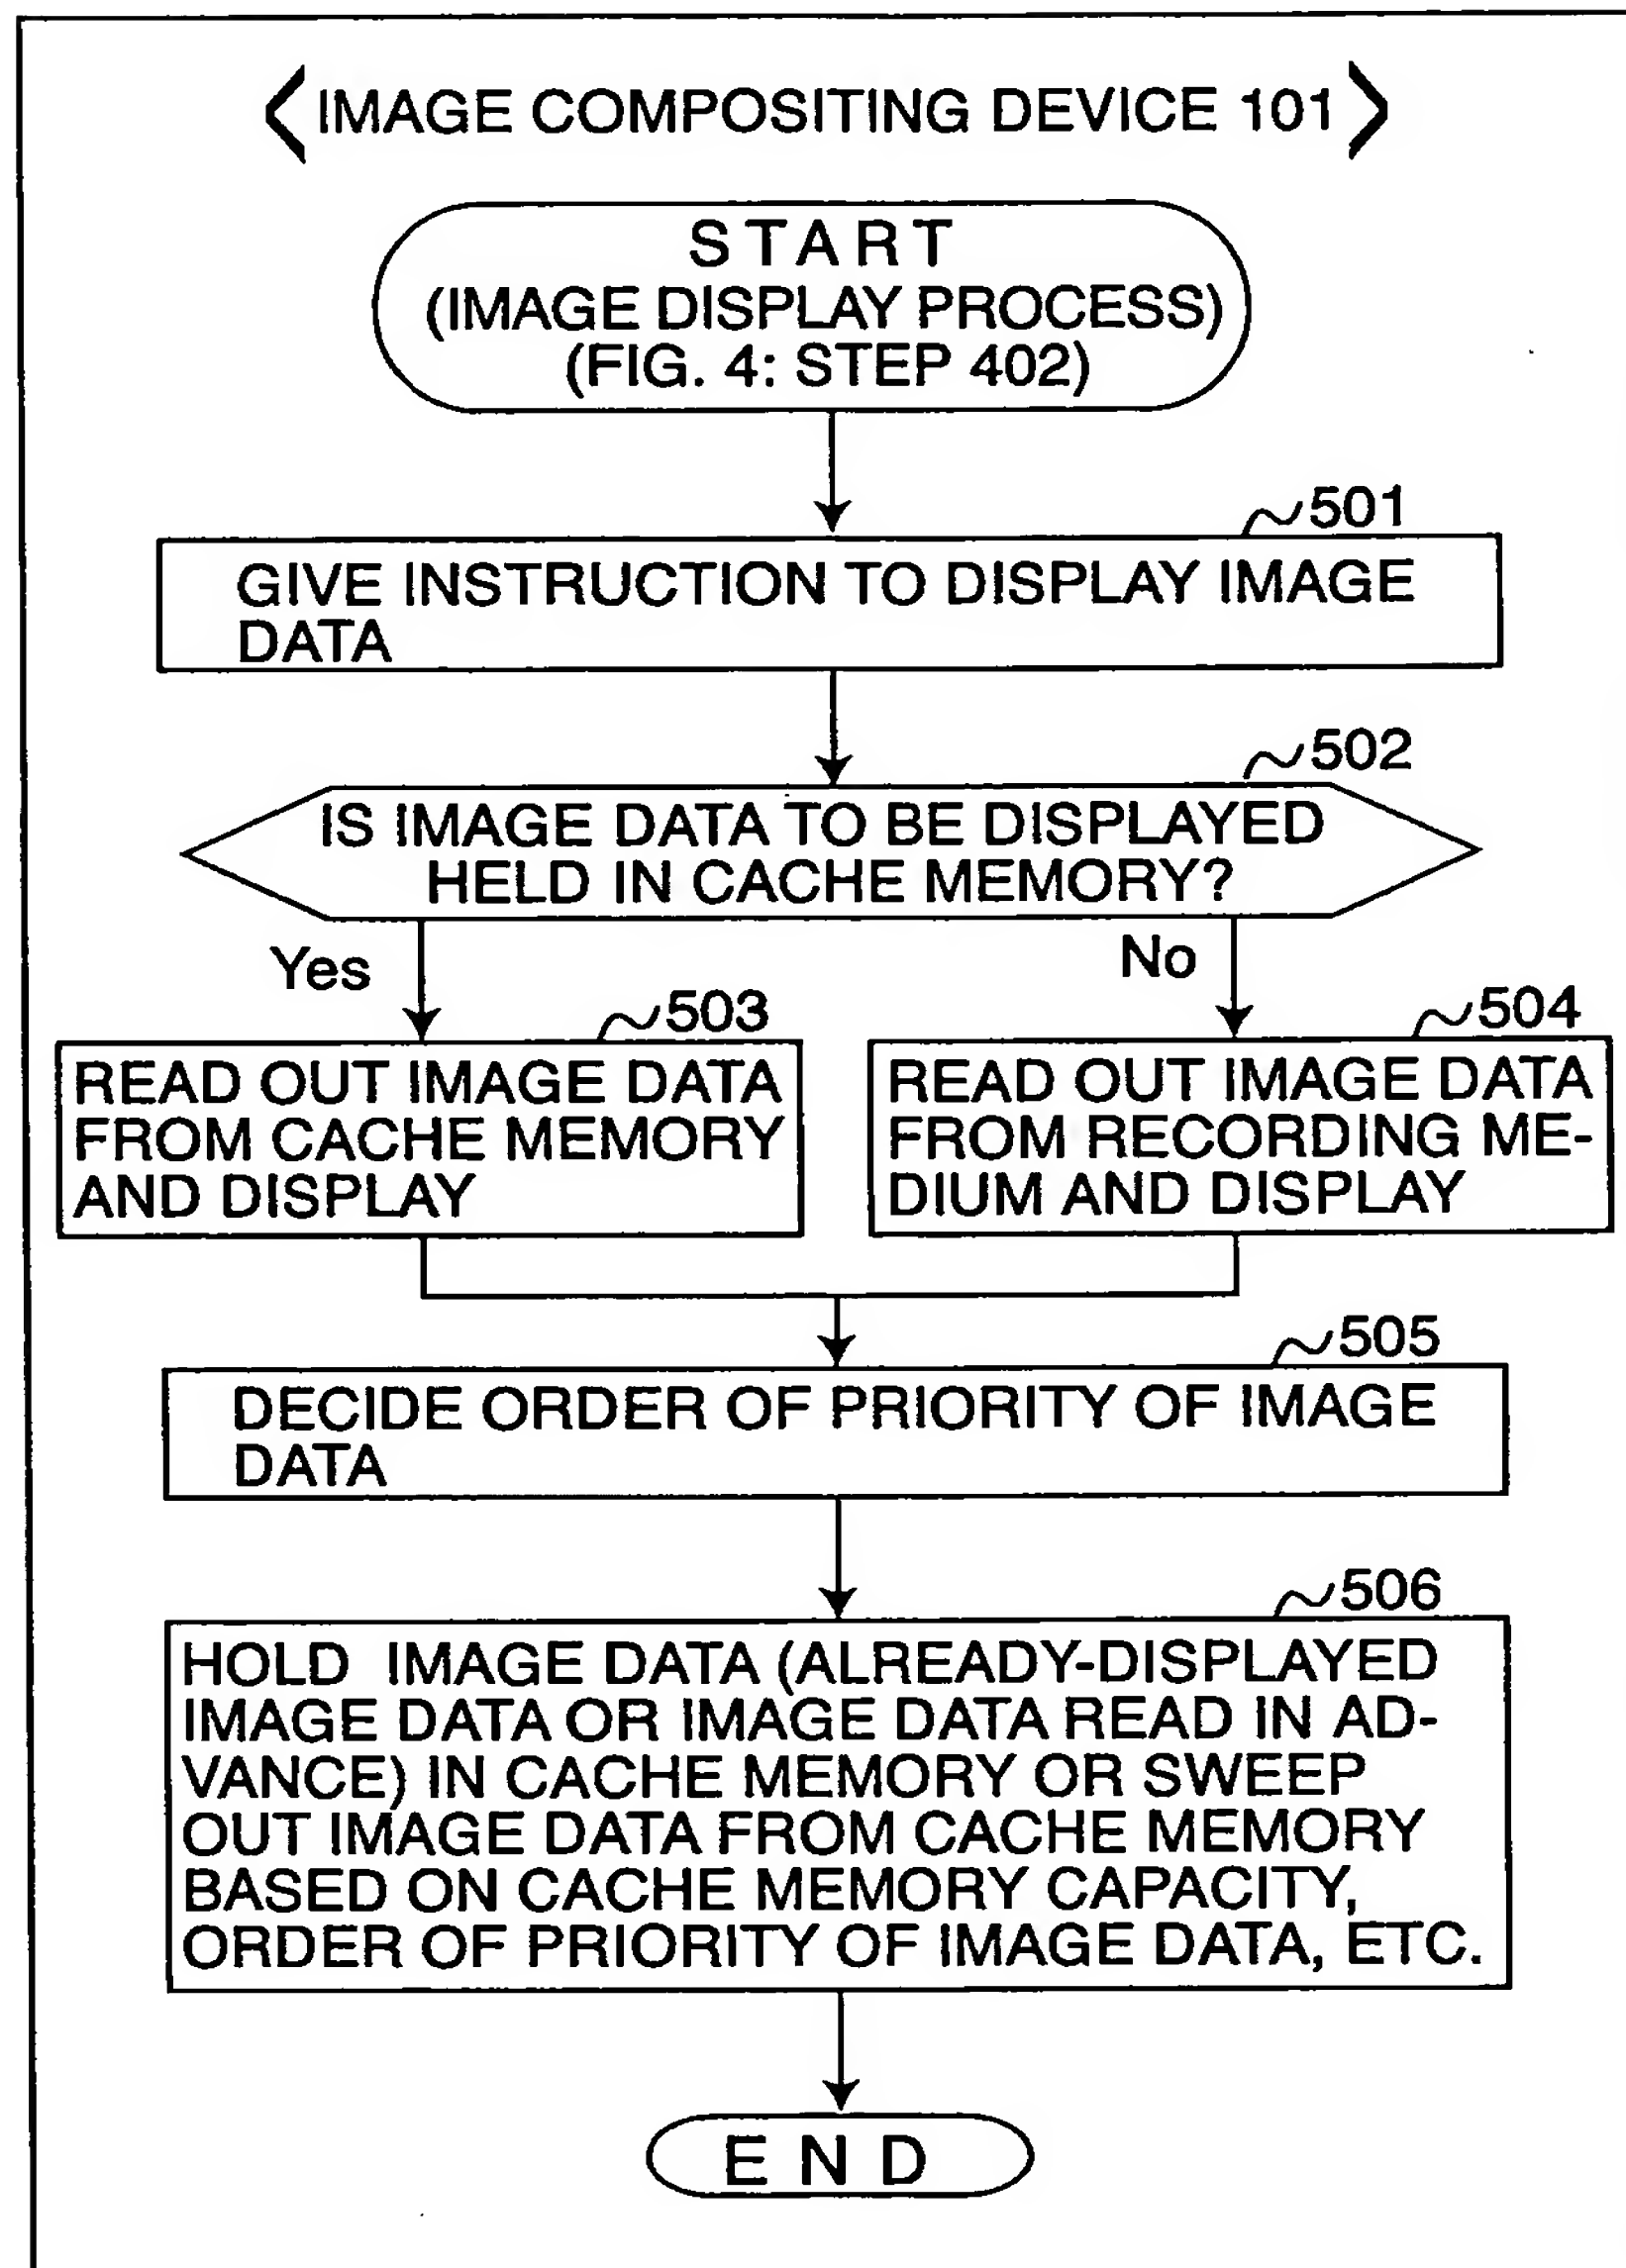 <IMAGE COMPOSITING DEVICE 101>
START
(IMAGE DISPLAY PROCESS)
(FIG. 4: STEP 402)
501
GIVE INSTRUCTION TO DISPLAY IMAGE
DATA
502
IS IMAGE DATA TO BE DISPLAYED
HELD IN CACHE MEMORY?
Yes
No
503
READ OUT IMAGE DATA
FROM CACHE MEMORY
AND DISPLAY
504
READ OUT IMAGE DATA
FROM RECORDING ME-
DIUM AND DISPLAY
505
DECIDE ORDER OF PRIORITY OF IMAGE
DATA
506
HOLD IMAGE DATA (ALREADY-DISPLAYED
IMAGE DATA OR IMAGE DATA READ IN AD-
VANCE) IN CACHE MEMORY OR SWEEP
OUT IMAGE DATA FROM CACHE MEMORY
BASED ON CACHE MEMORY CAPACITY,
ORDER OF PRIORITY OF IMAGE DATA, ETC.
END